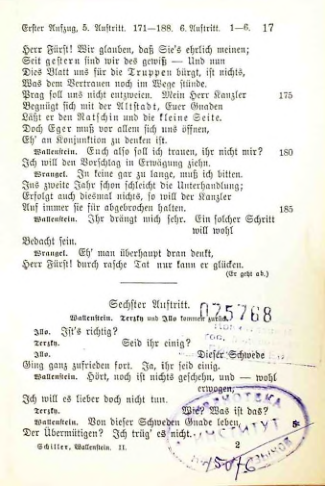 Erster Aufzug, 5. Auftritt. 171—188. 6. Auftritt. 1—6. 17
Herr Fürst! Wir glauben, daß Sie's ehrlich meinen;
Seit gestern sind wir des gewiß — Und nun
Dies Blatt uns für die Truppen bürgt, ist nichts,
Was dem Vertrauen noch im Wege stünde.
Prag soll uns nicht entzweien. Mein Herr Kanzler 175
Begnügt sich mit der Altstadt, Euer Gnaden
Läßt er den Ratschin und die kleine Seite.
Doch Eger muß vor allem sich uns öffnen,
Eh' an Konjunktion zu denken ist.
Wallenstein. Euch also soll ich trauen, ihr nicht mir? 180
Ich will den Vorschlag in Erwägung ziehn.
Wrangel. In keine gar zu lange, muß ich bitten.
Ins zweite Jahr schon schleicht die Unterhandlung;
Erfolgt auch diesmal nichts, so will der Kanzler
Auf immer sie für abgebrochen halten. 185
Wallenstein. Ihr drängt mich sehr. Ein solcher Schritt
will wohl
Bedacht sein.
Wrangel. Eh' man überhaupt dran denkt,
Herr Fürst! durch rasche Tat nur kann er glücken.
(Er geht ab.)
Sechster Auftritt.
075768
Wallenstein. Terzky und Illo kommen zurück.
Illo. Ist's richtig?
Terzky. Seid ihr einig?
Illo. Dieser Schwede
Ging ganz zufrieden fort. Ja, ihr seid einig.
Wallenstein. Hört, noch ist nichts geschehn, und — wohl
erwogen,
Ich will es lieber doch nicht tun.
Terzky. Wie? Was ist das?
Wallenstein. Von dieser Schweden Gnade leben,
Der Übermütigen? Ich trüg' es nicht.
Schiller, Wallenstein. II. 2